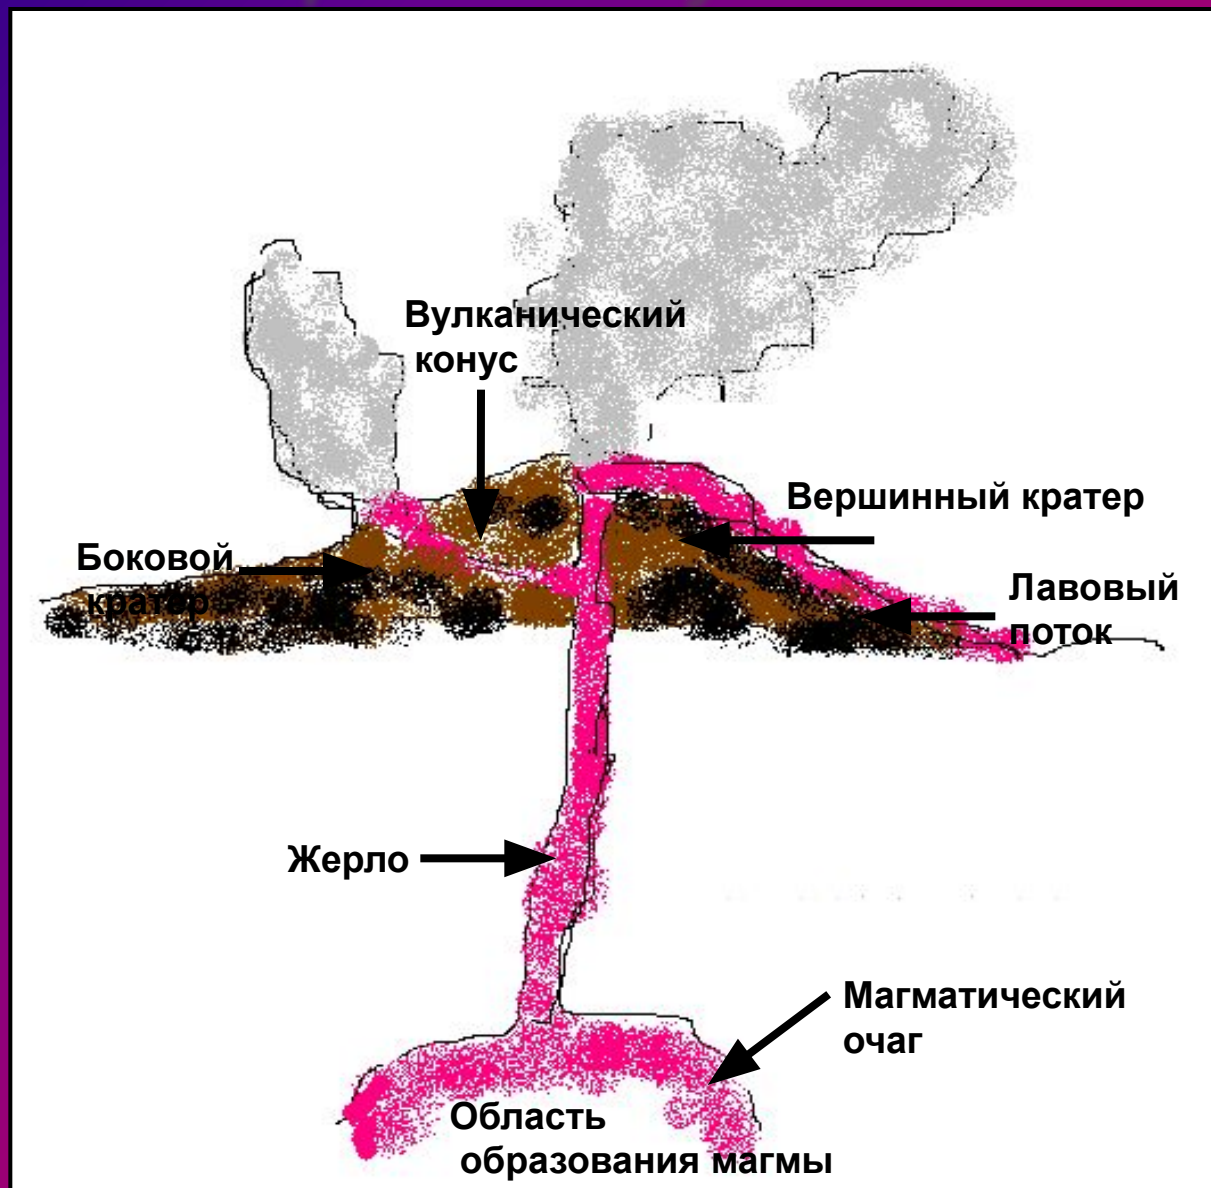 Вулканический
конус
Вершинный кратер
Боковой
кратер
Лавовый
поток
Жерло
Магматический
очаг
Область
образования магмы